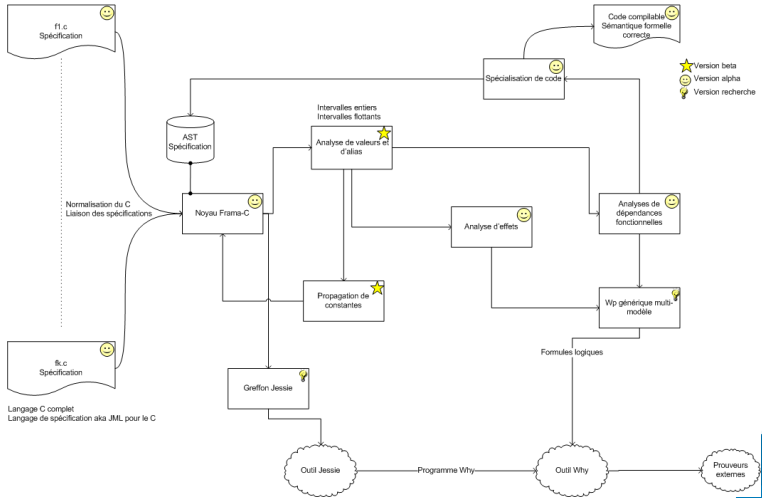 f1.c
Spécification
Code compilable
Sémantique formelle
correcte
Version beta
Version alpha
Version recherche
Spécialisation de code
Intervalles entiers
Intervalles flottants
AST
Spécification
Analyse de valeurs et
d'alias
Normalisation du C
Liaison des spécifications
Noyau Frama-C
Analyse d'effets
Analyses de
dépendances
fonctionnelles
Propagation de
constantes
Wp générique multi-
modèle
fk.c
Spécification
Formules logiques
Greffon Jessie
Langage C complet
Langage de spécification aka JML pour le C
Outil Jessie
Programme Why
Outil Why
Prouveurs
externes